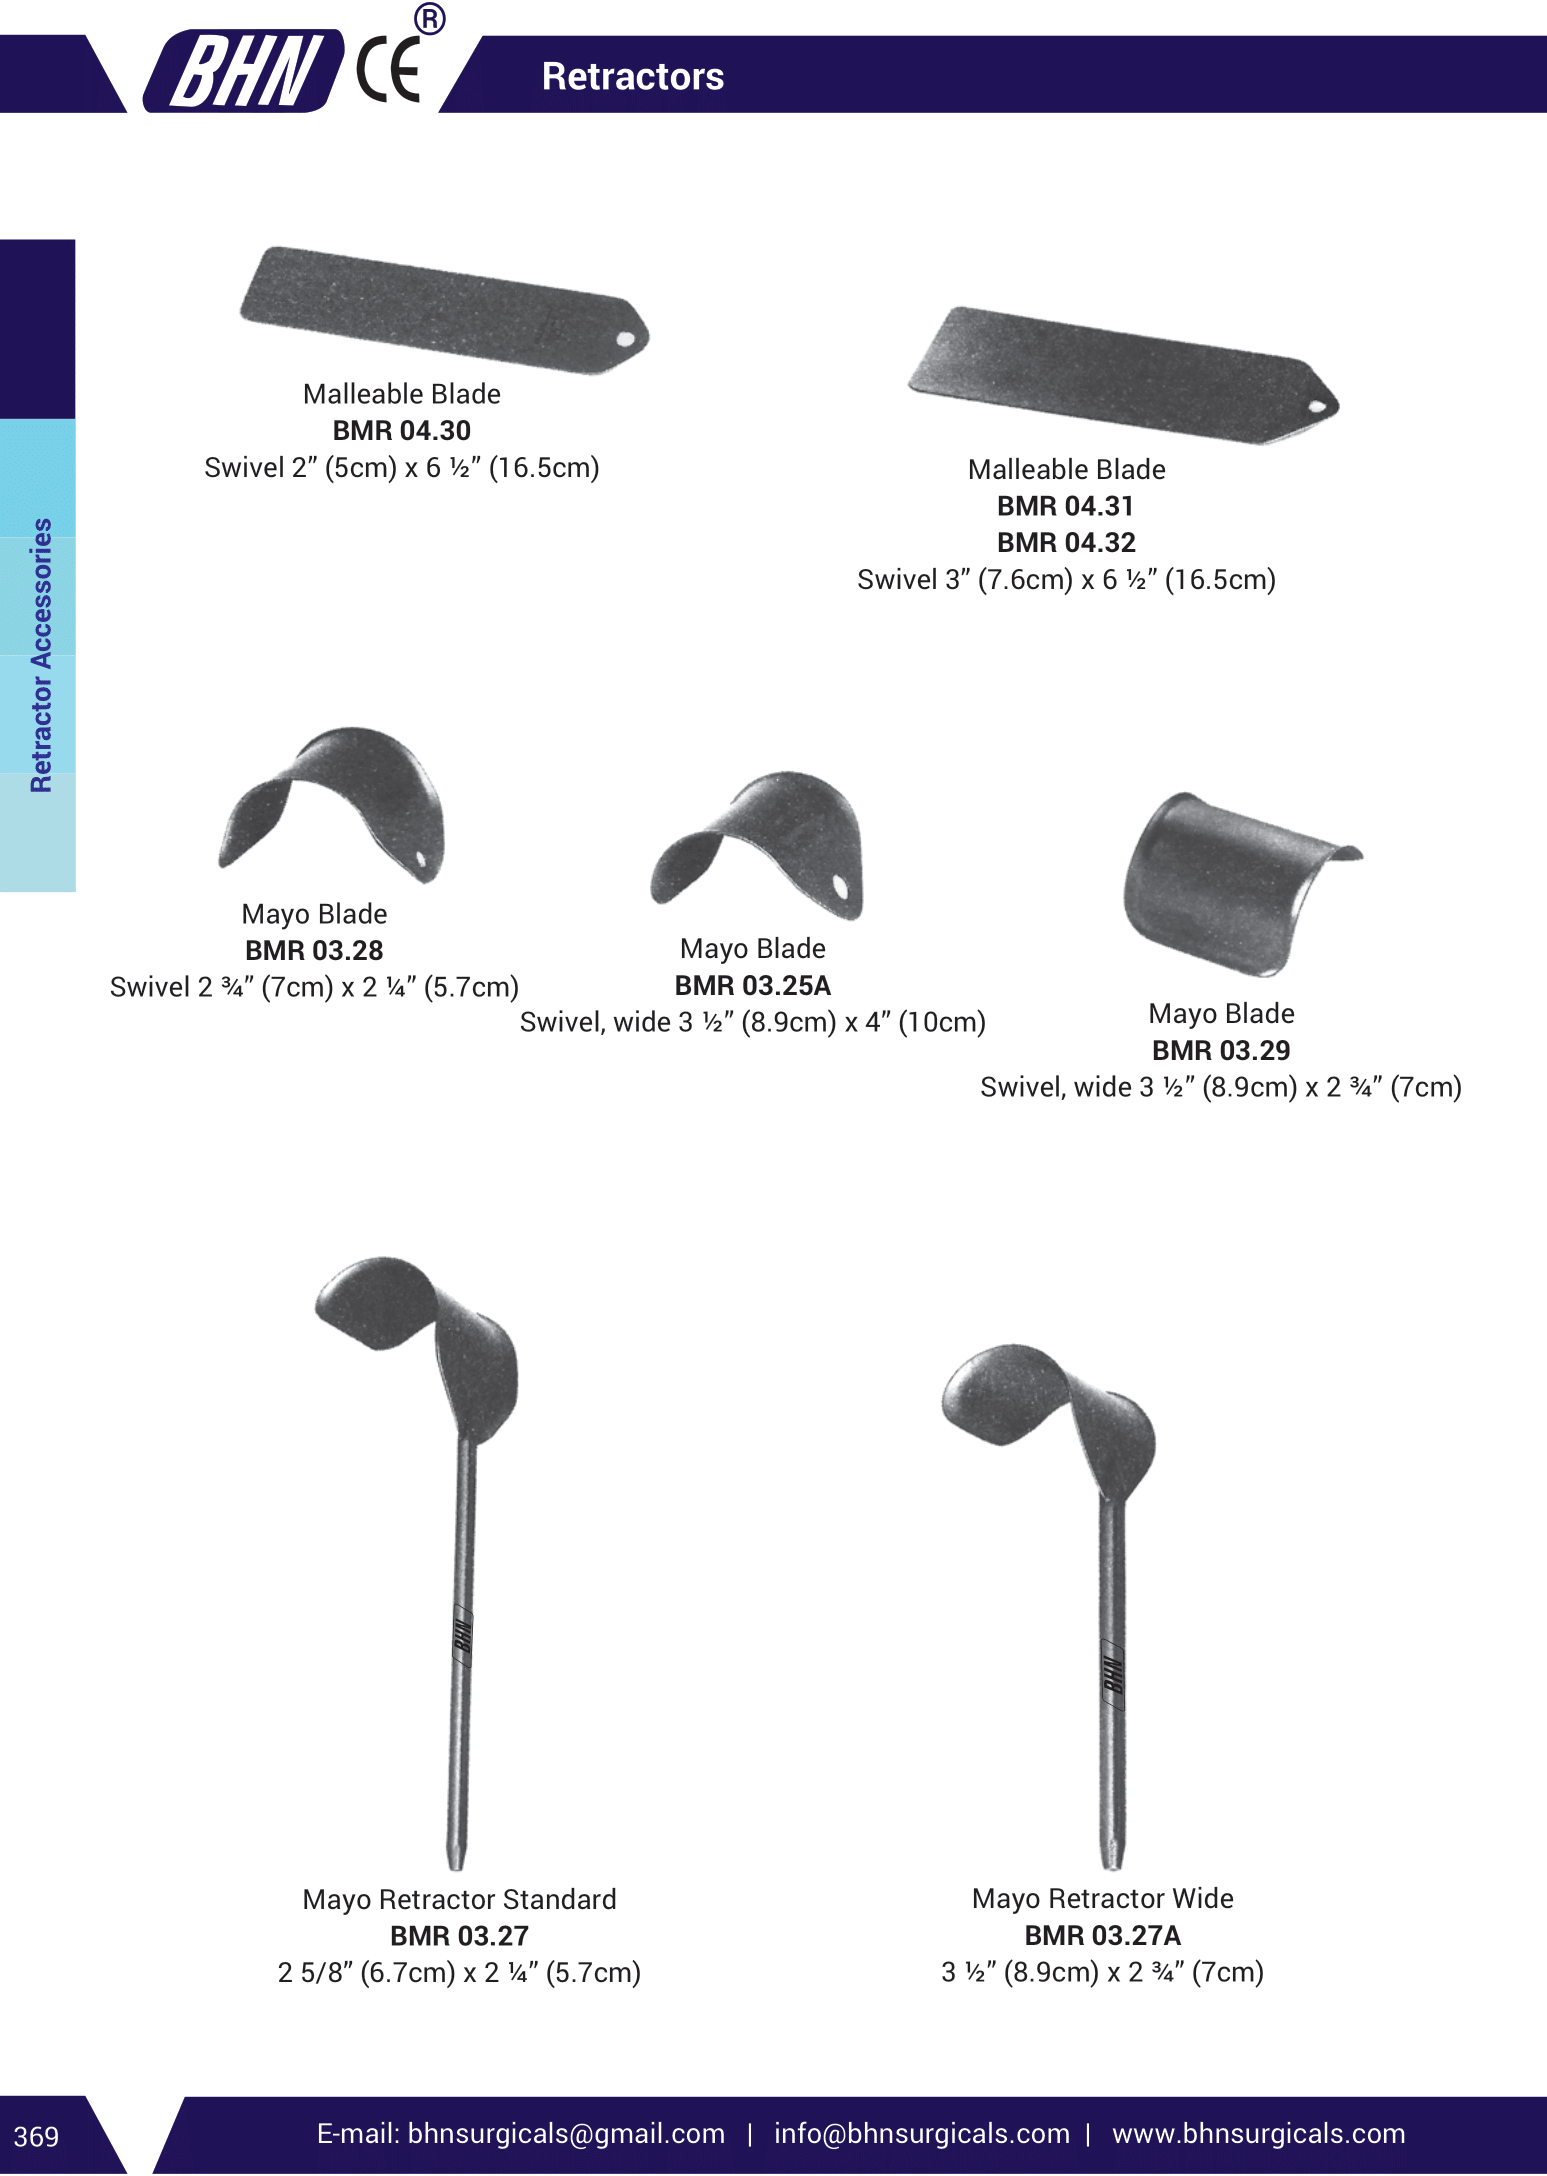 BHN CE ®
Retractors
Retractor Accessories
Malleable Blade
BMR 04.30
Swivel 2” (5cm) x 6 ½” (16.5cm)
Malleable Blade
BMR 04.31
BMR 04.32
Swivel 3” (7.6cm) x 6 ½” (16.5cm)
Mayo Blade
BMR 03.28
Swivel 2 ¾” (7cm) x 2 ¼” (5.7cm)
Mayo Blade
BMR 03.25A
Swivel, wide 3 ½” (8.9cm) x 4” (10cm)
Mayo Blade
BMR 03.29
Swivel, wide 3 ½” (8.9cm) x 2 ¾” (7cm)
BHN
BHN
Mayo Retractor Standard
BMR 03.27
2 5/8” (6.7cm) x 2 ¼” (5.7cm)
Mayo Retractor Wide
BMR 03.27A
3 ½” (8.9cm) x 2 ¾” (7cm)
369
E-mail: bhnsurgicals@gmail.com | info@bhnsurgicals.com | www.bhnsurgicals.com